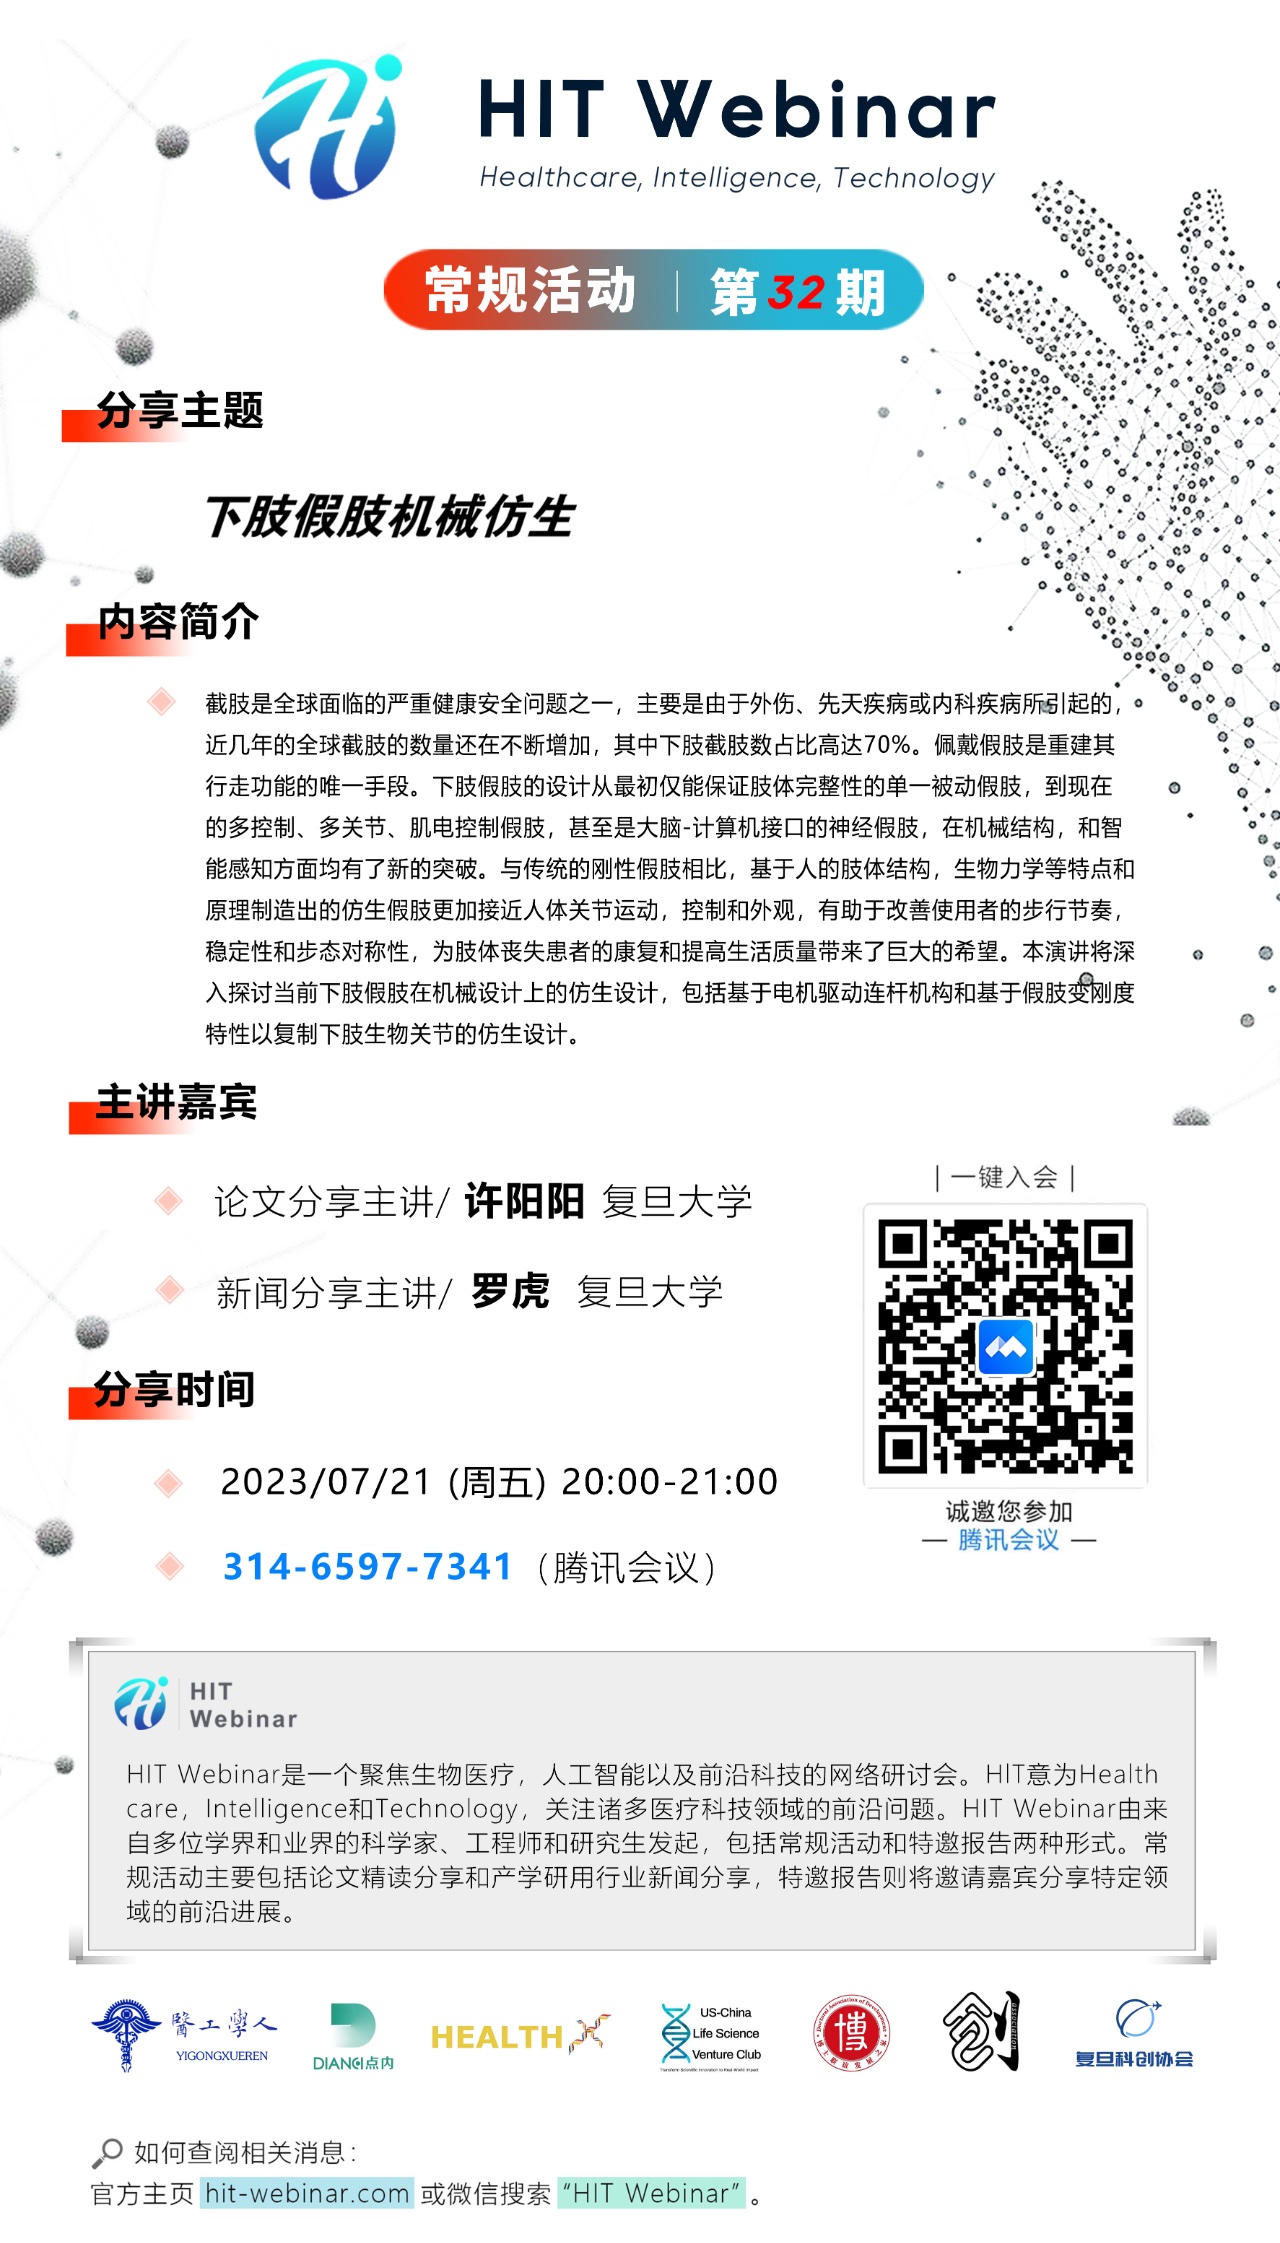 HIT Webinar
Healthcare, Intelligence, Technology
常规活动 | 第32期
分享主题
下肢假肢机械仿生
内容简介
截肢是全球面临的严重健康安全问题之一，主要是由于外伤、先天疾病或内科疾病所引起的，
近几年的全球截肢的数量还在不断增加，其中下肢截肢数占比高达70%。佩戴假肢是重建其
行走功能的唯一手段。下肢假肢的设计从最初仅能保证肢体完整性的单一被动假肢，到现在
的多控制、多关节、肌电控制假肢，甚至是大脑-计算机接口的神经假肢，在机械结构，和智
能感知方面均有了新的突破。与传统的刚性假肢相比，基于人的肢体结构，生物力学等特点和
原理制造出的仿生假肢更加接近人体关节运动，控制和外观，有助于改善使用者的步行节奏，
稳定性和步态对称性，为肢体丧失患者的康复和提高生活质量带来了巨大的希望。本演讲将深
入探讨当前下肢假肢在机械设计上的仿生设计，包括基于电机驱动连杆机构和基于假肢变刚度
特性以复制下肢生物关节的仿生设计。
主讲嘉宾
论文分享主讲/ 许阳阳 复旦大学
新闻分享主讲/ 罗虎 复旦大学
| 一键入会 |
诚邀您参加
— 腾讯会议 —
分享时间
2023/07/21 (周五) 20:00-21:00
314-6597-7341（腾讯会议）
HIT
Webinar
HIT Webinar是一个聚焦生物医疗，人工智能以及前沿科技的网络研讨会。HIT意为Health
care，Intelligence和Technology，关注诸多医疗科技领域的前沿问题。HIT Webinar由来
自多位学界和业界的科学家、工程师和研究生发起，包括常规活动和特邀报告两种形式。常
规活动主要包括论文精读分享和产学研用行业新闻分享，特邀报告则将邀请嘉宾分享特定领
域的前沿进展。
醫工學人
YIGONGXUEREN
DIANEI点内
HEALTH X
US-China
Life Science
Venture Club
博
复旦科创协会
如何查阅相关消息：
官方主页 hit-webinar.com 或微信搜索 “HIT Webinar” 。